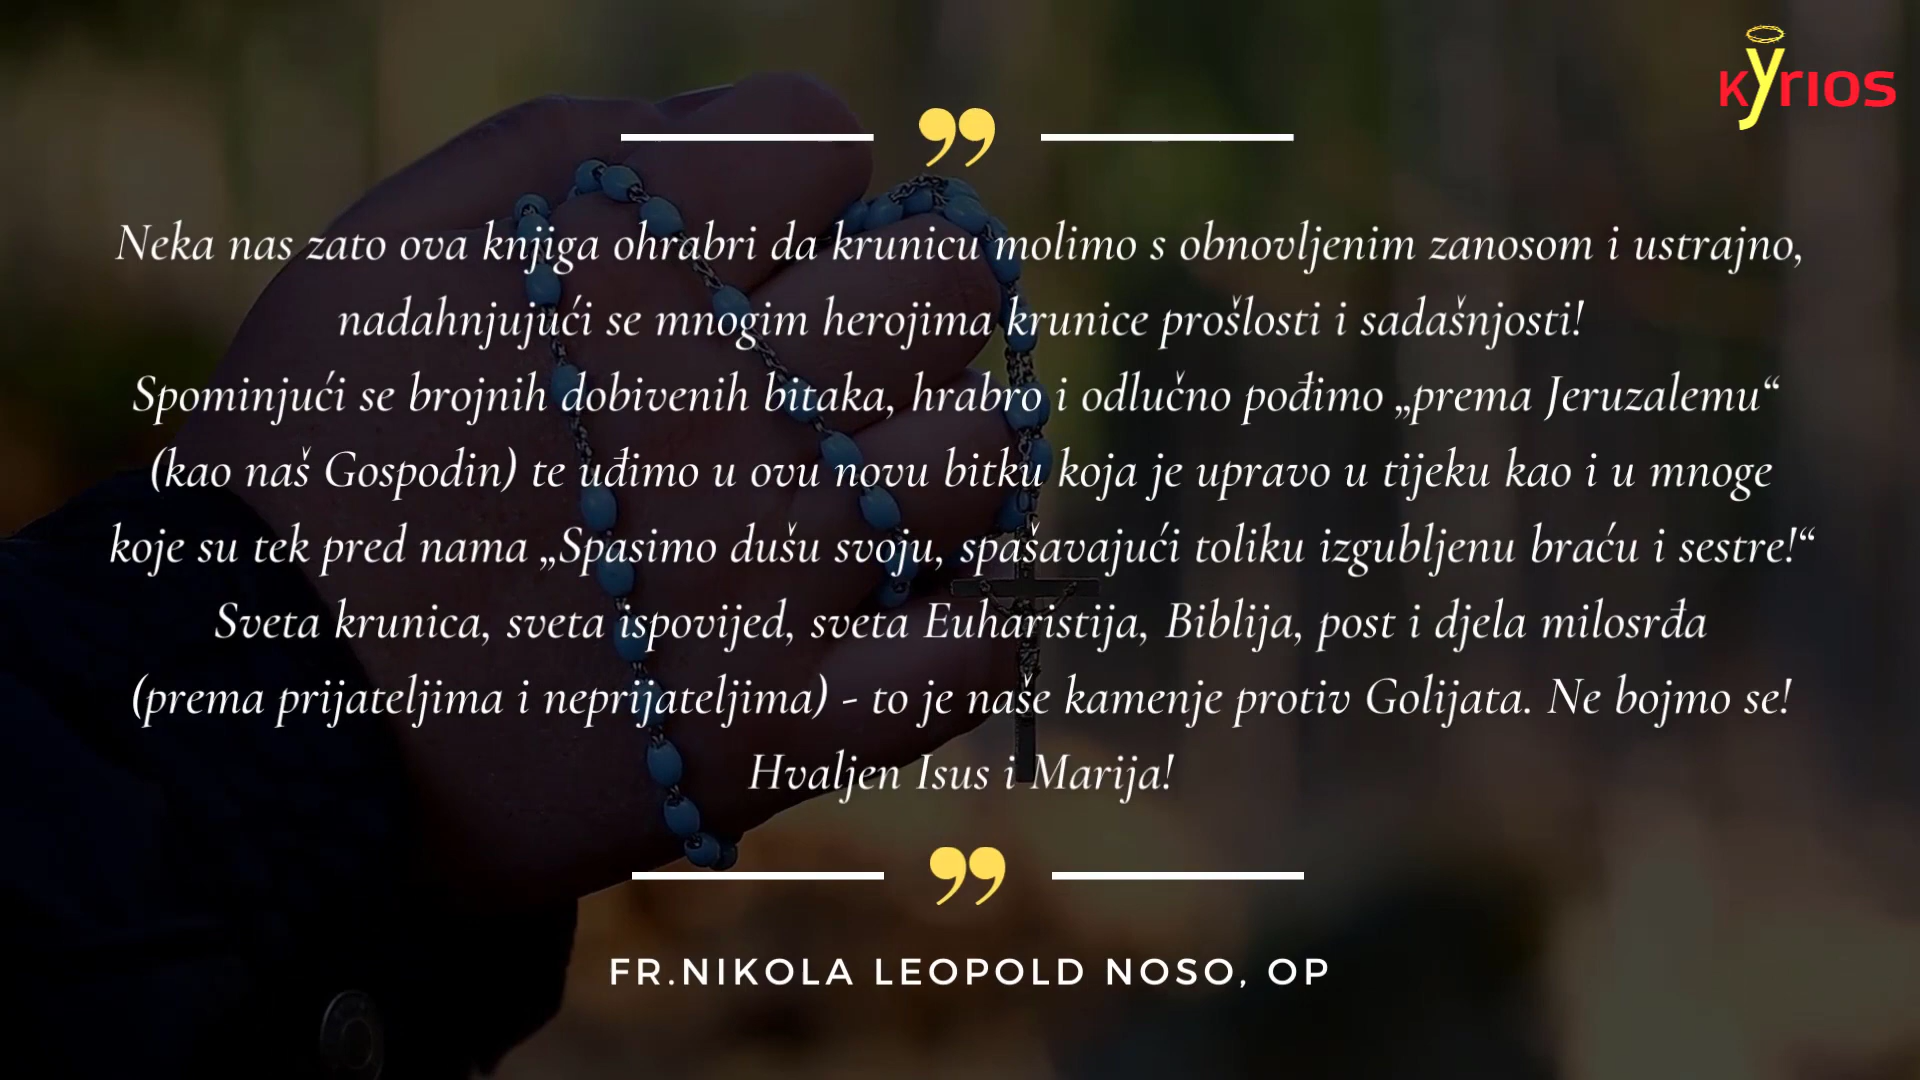 Kyrios
Neka nas zato ova knjiga ohrabri da krunicu molimo s obnovljenim zanosom i ustrajno,
nadahnjujući se mnogim herojima krunice prošlosti i sadašnjosti!
Spominjući se brojnih dobivenih bitaka, hrabro i odlučno pođimo „prema Jeruzalemu“
(kao naš Gospodin) te uđimo u ovu novu bitku koja je upravo u tijeku kao i u mnoge
koje su tek pred nama „Spasimo dušu svoju, spašavajući toliku izgubljenu braću i sestre!“
Sveta krunica, sveta ispovijed, sveta Euharistija, Biblija, post i djela milosrđa
(prema prijateljima i neprijateljima) - to je naše kamenje protiv Golijata. Ne bojmo se!
Hvaljen Isus i Marija!
FR.NIKOLA LEOPOLD NOSO, OP